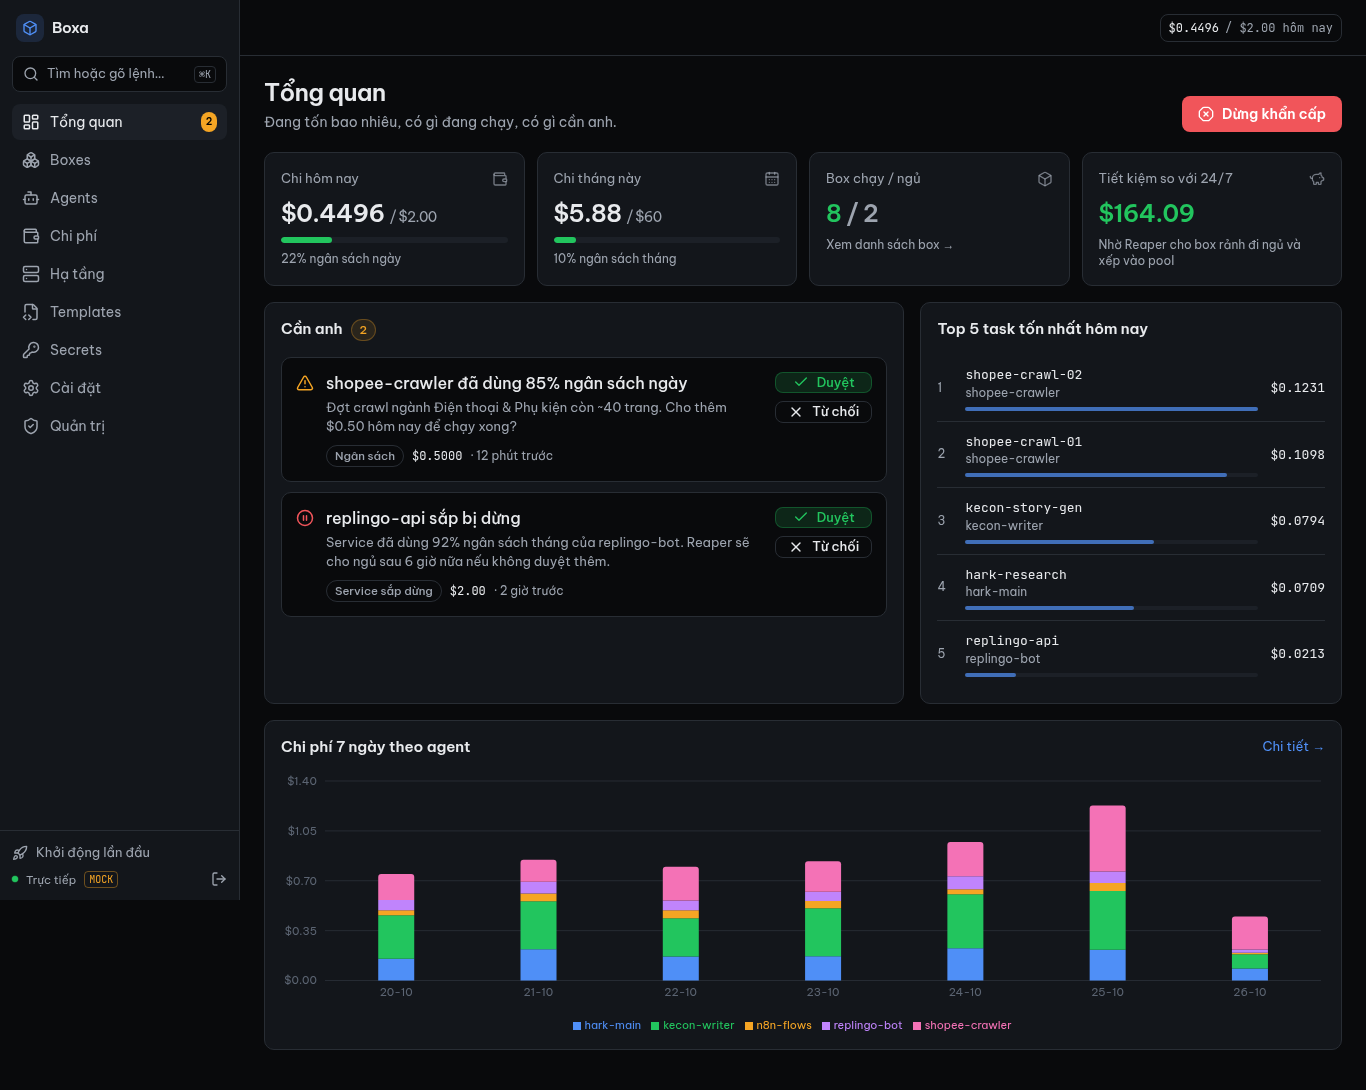 Boxa
$0.4496 / $2.00 hôm nay
Tìm hoặc gõ lệnh... ⌘K
Tổng quan 2
Boxes
Agents
Chi phí
Hạ tầng
Templates
Secrets
Cài đặt
Quản trị
Khởi động lần đầu
Trực tiếp MOCK
Tổng quan
Đang tốn bao nhiêu, có gì đang chạy, có gì cần anh.
Dừng khẩn cấp
Chi hôm nay
$0.4496 / $2.00
22% ngân sách ngày
Chi tháng này
$5.88 / $60
10% ngân sách tháng
Box chạy / ngủ
8 / 2
Xem danh sách box →
Tiết kiệm so với 24/7
$164.09
Nhờ Reaper cho box rảnh đi ngủ và
xếp vào pool
Cần anh 2
shopee-crawler đã dùng 85% ngân sách ngày
Đợt crawl ngành Điện thoại & Phụ kiện còn ~40 trang. Cho thêm
$0.50 hôm nay để chạy xong?
Ngân sách $0.5000 · 12 phút trước
Duyệt
Từ chối
replingo-api sắp bị dừng
Service đã dùng 92% ngân sách tháng của replingo-bot. Reaper sẽ
cho ngủ sau 6 giờ nữa nếu không duyệt thêm.
Service sắp dừng $2.00 · 2 giờ trước
Duyệt
Từ chối
Top 5 task tốn nhất hôm nay
1 shopee-crawl-02 $0.1231
shopee-crawler
2 shopee-crawl-01 $0.1098
shopee-crawler
3 kecon-story-gen $0.0794
kecon-writer
4 hark-research $0.0709
hark-main
5 replingo-api $0.0213
replingo-bot
Chi phí 7 ngày theo agent
Chi tiết →
$1.40
$1.05
$0.70
$0.35
$0.00
20-10 21-10 22-10 23-10 24-10 25-10 26-10
hark-main kecon-writer n8n-flows replingo-bot shopee-crawler